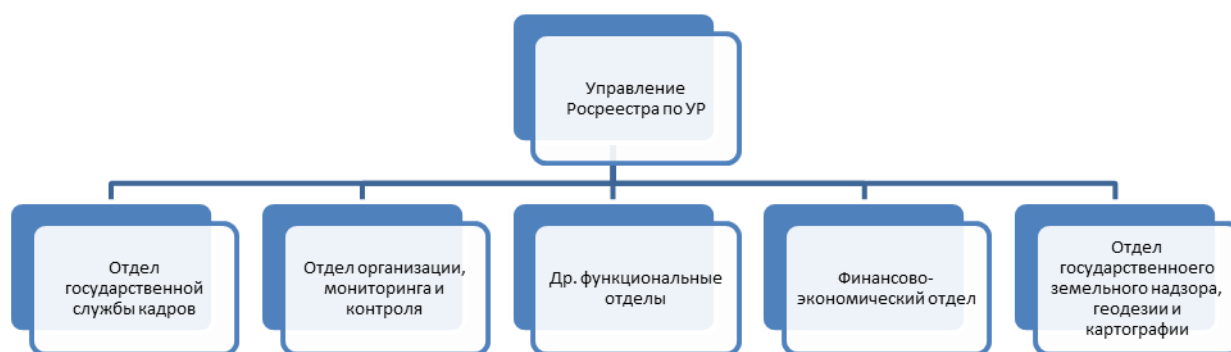 Управление
Росреестра по УР
Отдел
государственной
службы кадров
Отдел организации,
мониторинга и
контроля
Др. функциональные
отделы
Финансово-
экономический отдел
Отдел
государственноего
земельного надзора,
геодезии и
картографии